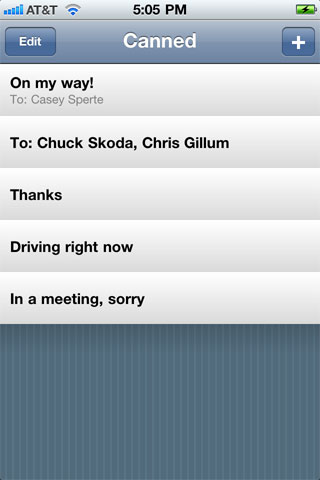 AT&T 5:05 PM
Edit Canned +
On my way!
To: Casey Sperte
To: Chuck Skoda, Chris Gillum
Thanks
Driving right now
In a meeting, sorry